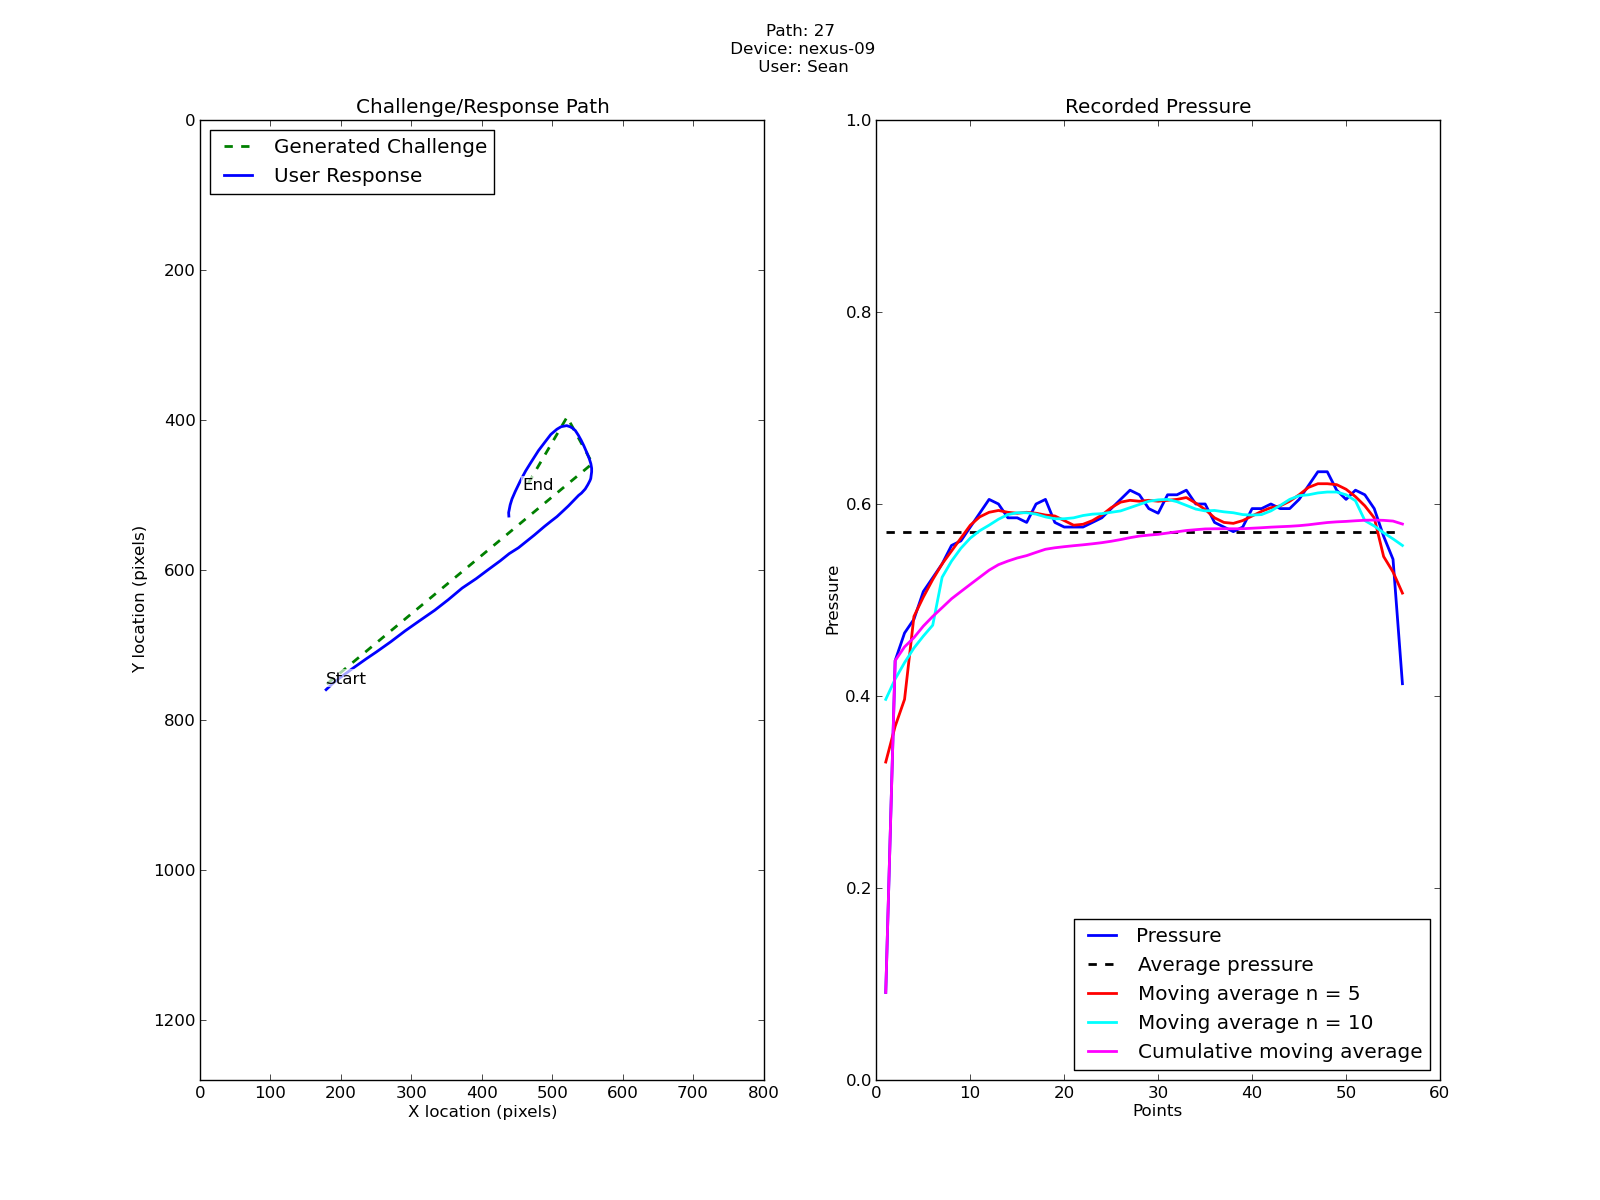 Path: 27
Device: nexus-09
User: Sean
Challenge/Response Path
Generated Challenge
User Response
0
200
400
600
800
1000
1200
Y location (pixels)
Start
End
0 100 200 300 400 500 600 700 800
X location (pixels)
Recorded Pressure
1.0
0.8
0.6
0.4
0.2
0.0
Pressure
Pressure
Average pressure
Moving average n = 5
Moving average n = 10
Cumulative moving average
0 10 20 30 40 50 60
Points